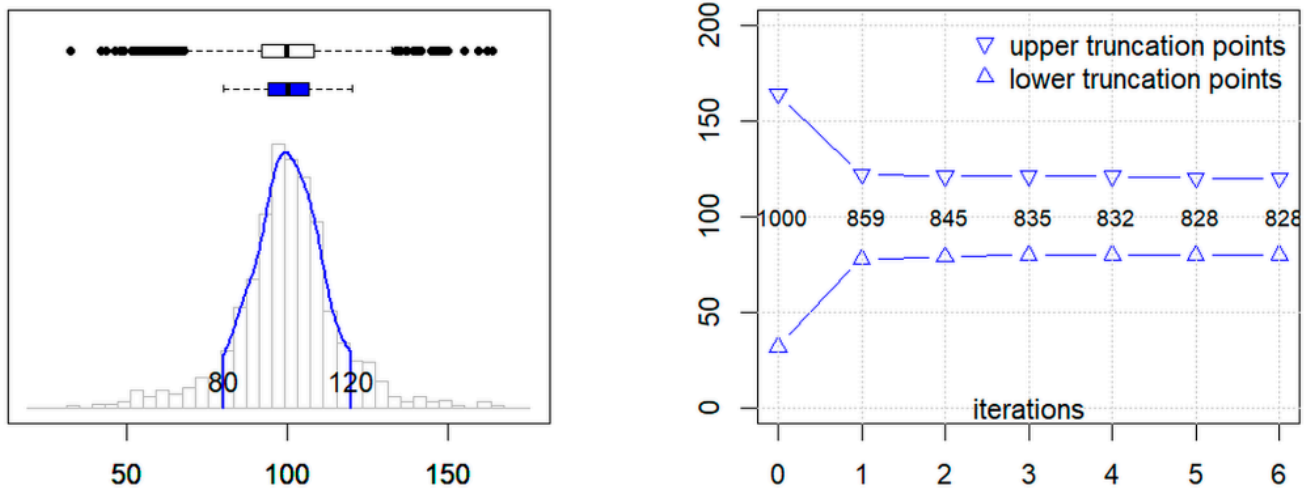 80 120
50 100 150
200
150
100
50
0
upper truncation points
lower truncation points
1000 859 845 835 832 828 828
iterations
0 1 2 3 4 5 6